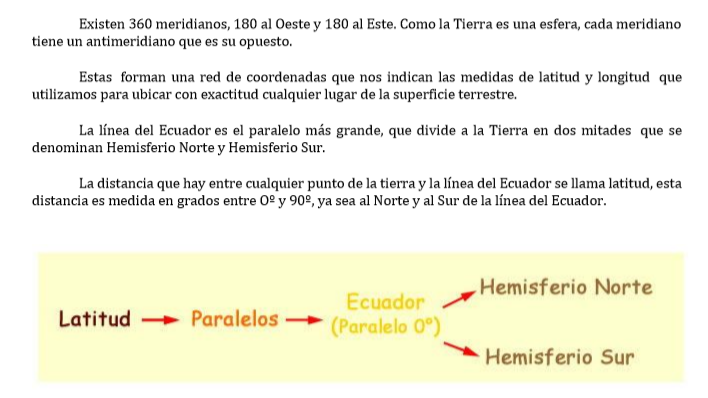 Existen 360 meridianos, 180 al Oeste y 180 al Este. Como la Tierra es una esfera, cada meridiano
tiene un antimeridiano que es su opuesto.
Estas forman una red de coordenadas que nos indican las medidas de latitud y longitud que
utilizamos para ubicar con exactitud cualquier lugar de la superficie terrestre.
La línea del Ecuador es el paralelo más grande, que divide a la Tierra en dos mitades que se
denominan Hemisferio Norte y Hemisferio Sur.
La distancia que hay entre cualquier punto de la tierra y la línea del Ecuador se llama latitud, esta
distancia es medida en grados entre 0º y 90º, ya sea al Norte y al Sur de la línea del Ecuador.
Latitud
Paralelos
Ecuador
(Paralelo 0º)
Hemisferio Norte
Hemisferio Sur